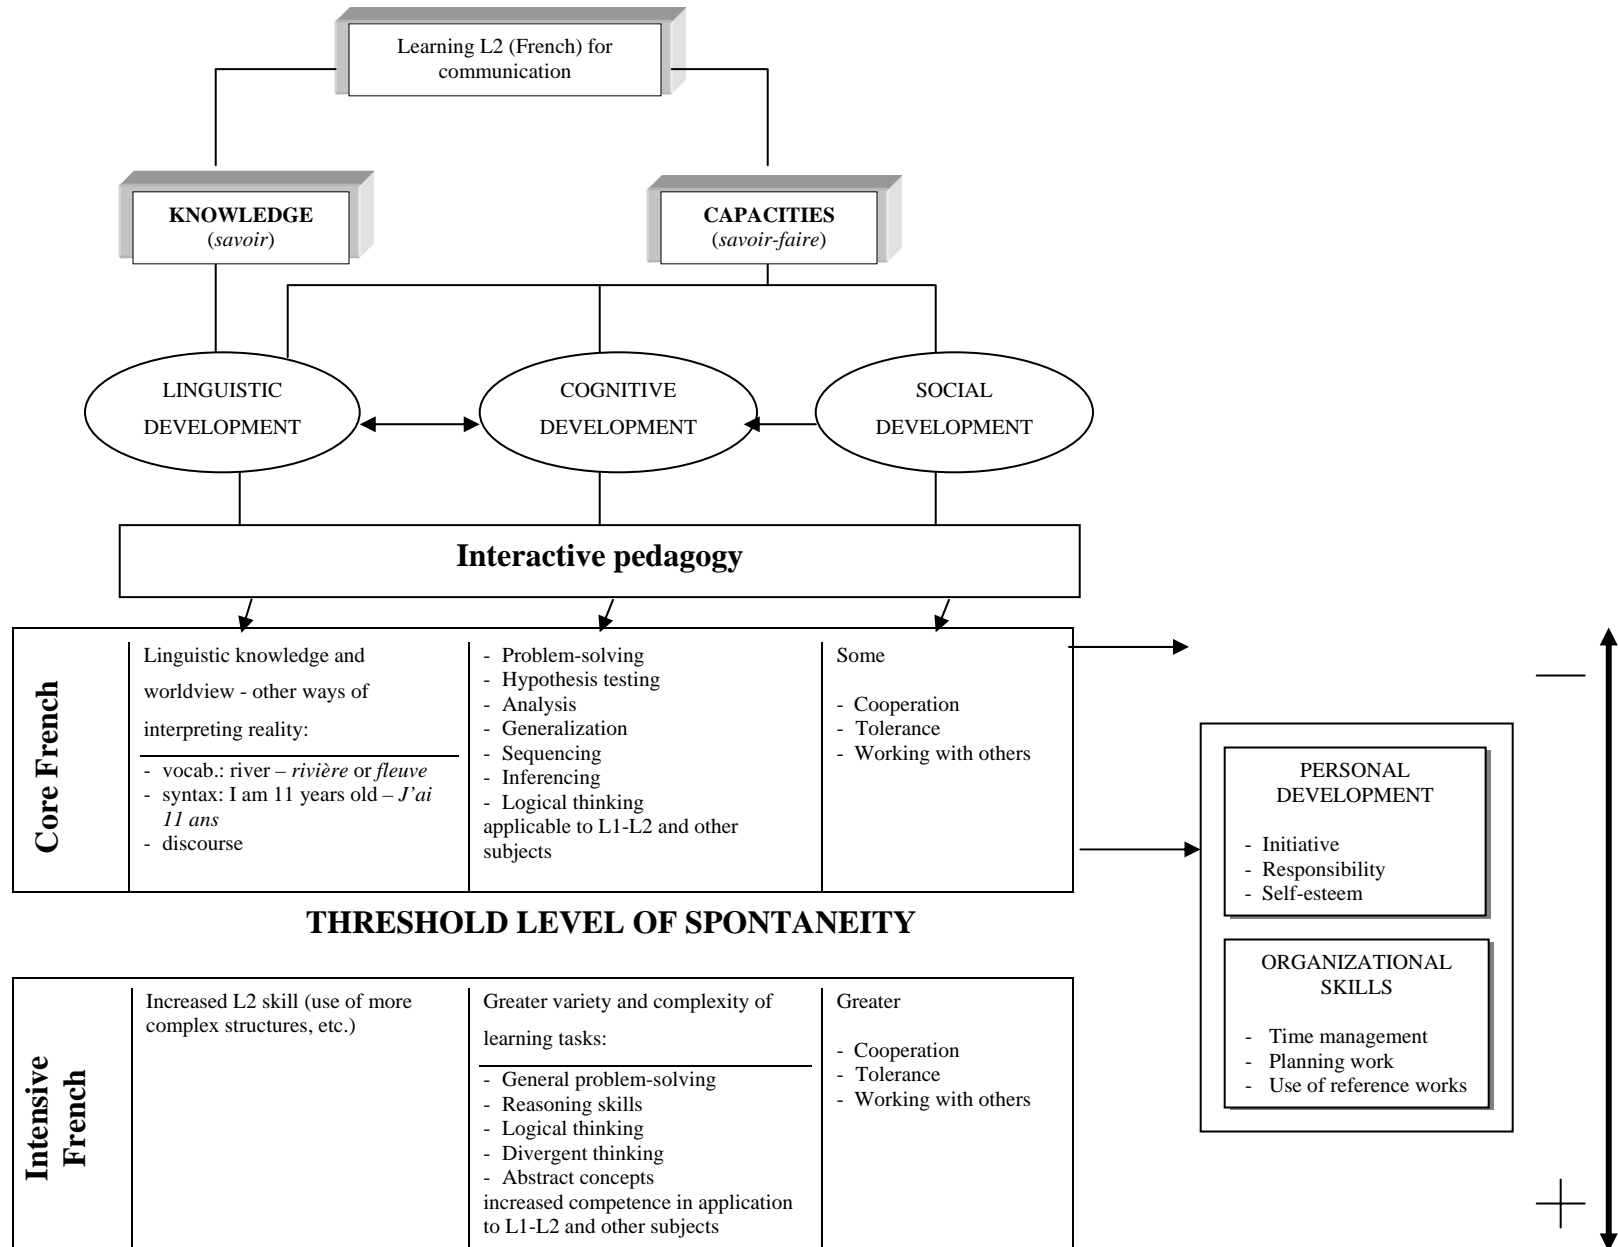 Learning L2 (French) for
communication
KNOWLEDGE
(savoir)
CAPACITIES
(savoir-faire)
LINGUISTIC
DEVELOPMENT
COGNITIVE
DEVELOPMENT
SOCIAL
DEVELOPMENT
Interactive pedagogy
Core French
Linguistic knowledge and
worldview - other ways of
interpreting reality:
- vocab.: river – rivière or fleuve
- syntax: I am 11 years old – J'ai
11 ans
- discourse
- Problem-solving
- Hypothesis testing
- Analysis
- Generalization
- Sequencing
- Inferencing
- Logical thinking
applicable to L1-L2 and other
subjects
Some
- Cooperation
- Tolerance
- Working with others
PERSONAL
DEVELOPMENT
- Initiative
- Responsibility
- Self-esteem
THRESHOLD LEVEL OF SPONTANEITY
ORGANIZATIONAL
SKILLS
- Time management
- Planning work
- Use of reference works
Intensive
French
Increased L2 skill (use of more
complex structures, etc.)
Greater variety and complexity of
learning tasks:
- General problem-solving
- Reasoning skills
- Logical thinking
- Divergent thinking
- Abstract concepts
increased competence in application
to L1-L2 and other subjects
Greater
- Cooperation
- Tolerance
- Working with others